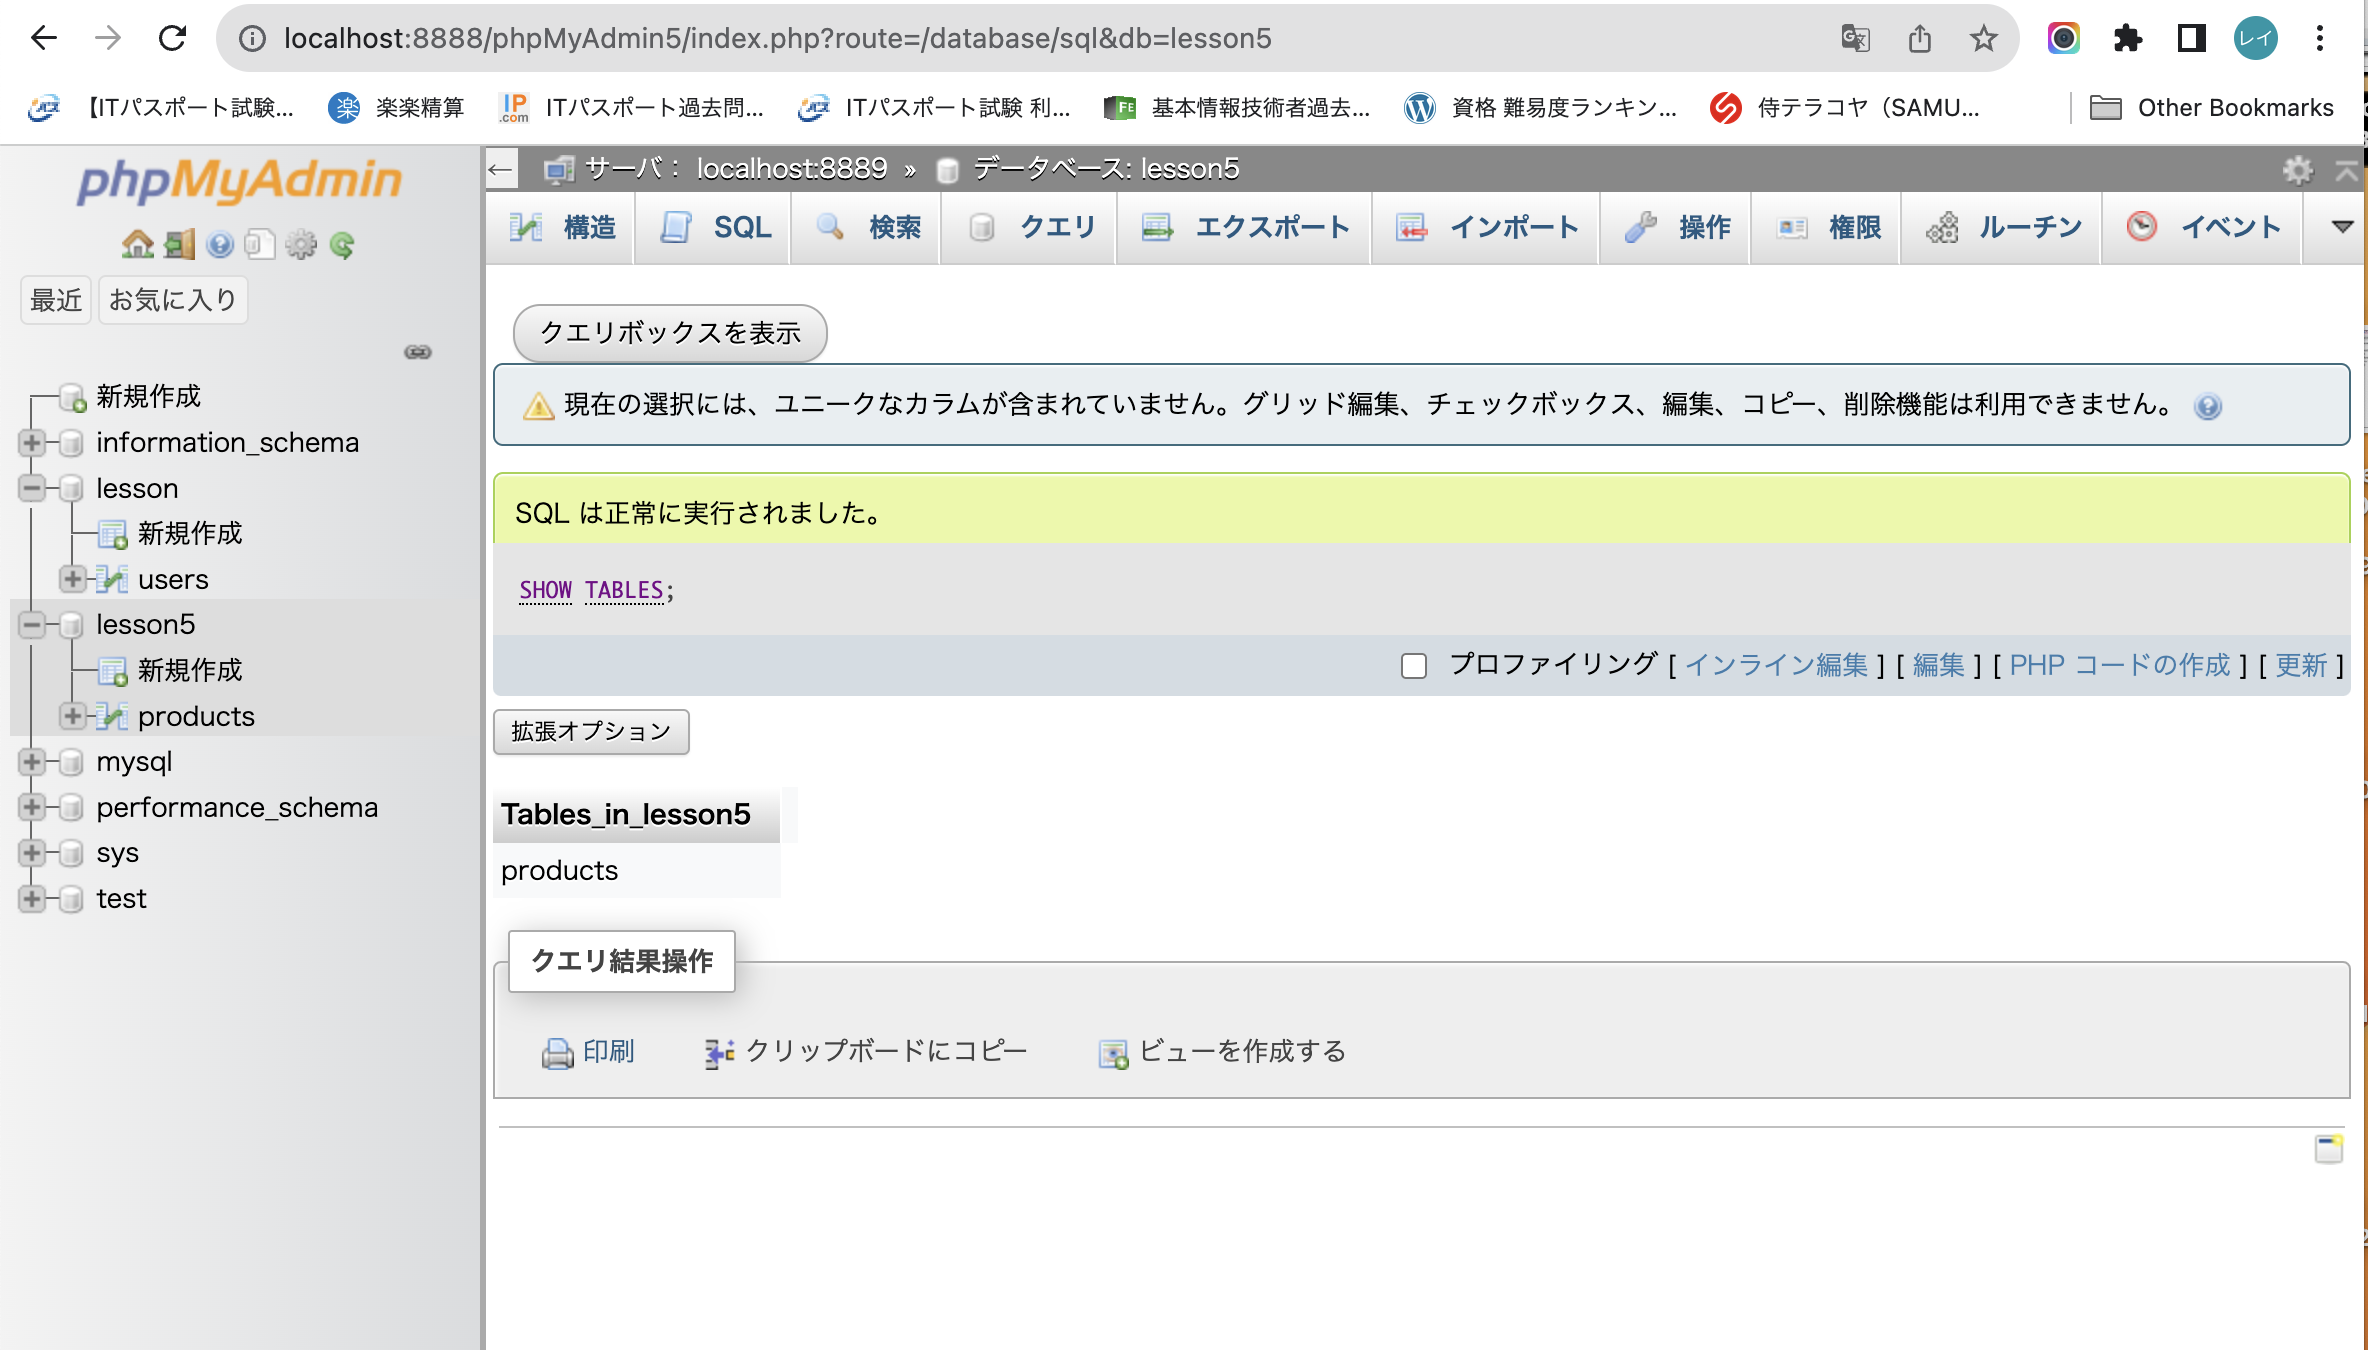 localhost:8888/phpMyAdmin5/index.php?route=/database/sql&db=lesson5
レイ
【ITパスポート試験...
楽 楽楽精算
IP .com ITパスポート過去問...
ITパスポート試験 利...
FE 基本情報技術者過去...
資格 難易度ランキン...
侍テラコヤ（SAMU...
Other Bookmarks
phpMyAdmin
最近 お気に入り
新規作成
information_schema
lesson
新規作成
users
lesson5
新規作成
products
mysql
performance_schema
sys
test
サーバ： localhost:8889 » データベース: lesson5
構造 SQL 検索 クエリ エクスポート インポート 操作 権限 ルーチン イベント
クエリボックスを表示
現在の選択には、ユニークなカラムが含まれていません。グリッド編集、チェックボックス、編集、コピー、削除機能は利用できません。
SQL は正常に実行されました。
SHOW TABLES;
プロファイリング [ インライン編集 ] [ 編集 ] [ PHP コードの作成 ] [ 更新 ]
拡張オプション
Tables_in_lesson5
products
クエリ結果操作
印刷 クリップボードにコピー ビューを作成する